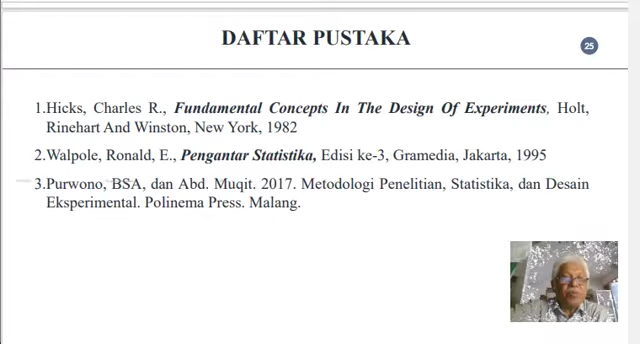 DAFTAR PUSTAKA
25
1.Hicks, Charles R., Fundamental Concepts In The Design Of Experiments, Holt,
Rinehart And Winston, New York, 1982
2.Walpole, Ronald, E., Pengantar Statistika, Edisi ke-3, Gramedia, Jakarta, 1995
3.Purwono, BSA, dan Abd. Muqit. 2017. Metodologi Penelitian, Statistika, dan Desain
Eksperimental. Polinema Press. Malang.